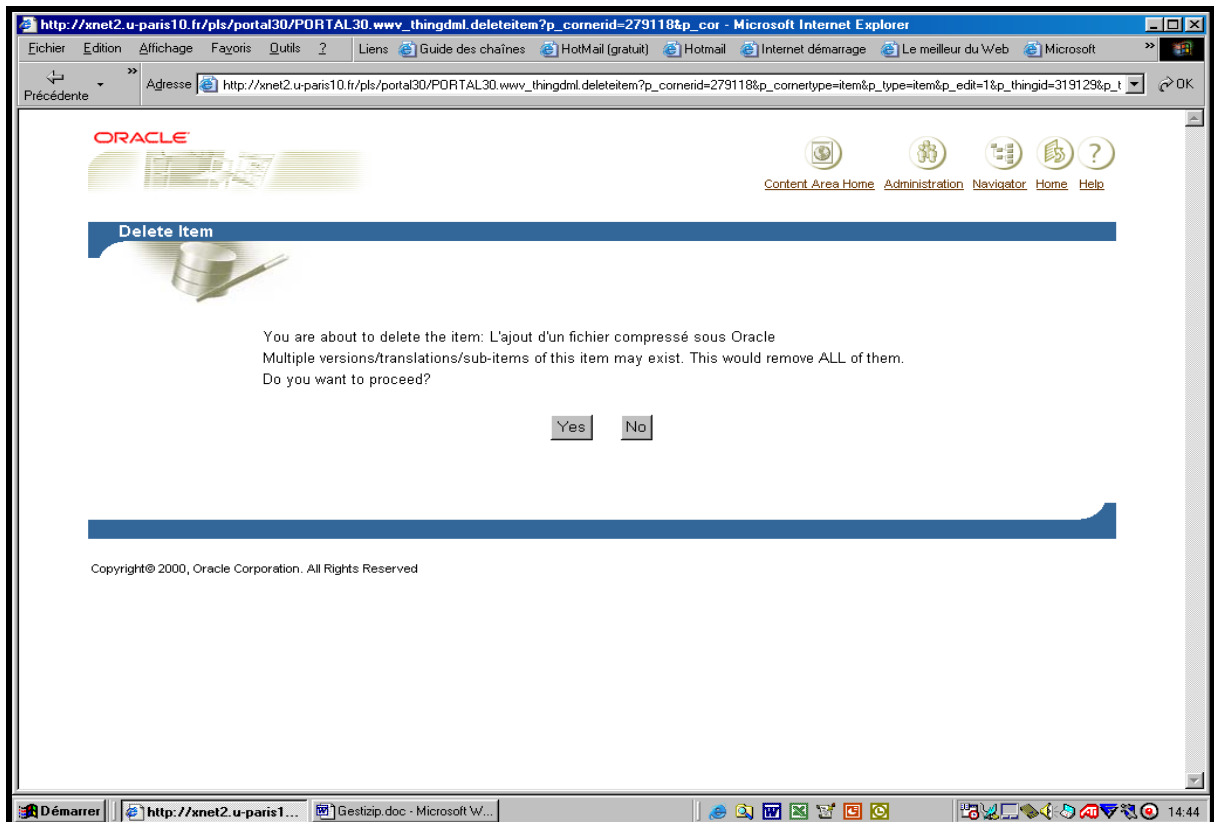 http://xnet2.u-paris10.fr/pls/portal30/PORTAL30.wwv_thingdml.deleteitem?p_cornerid=279118&p_cor - Microsoft Internet Explorer
Fichier Edition Affichage Favoris Outils ? Liens Guide des chaînes HotMail (gratuit) Hotmail Internet démarrage Le meilleur du Web Microsoft »
Précédente » Adresse http://xnet2.u-paris10.fr/pls/portal30/PORTAL30.wwv_thingdml.deleteitem?p_cornerid=279118&p_cornertype=item&p_type=item&p_edit=1&p_thingid=319129&p_t OK
ORACLE
Content Area Home Administration Navigator Home Help
Delete Item
You are about to delete the item: L'ajout d'un fichier compressé sous Oracle
Multiple versions/translations/sub-items of this item may exist. This would remove ALL of them.
Do you want to proceed?
Yes No
Copyright© 2000, Oracle Corporation. All Rights Reserved
Démarrer http://xnet2.u-paris1... Gestizip.doc - Microsoft W... 14:44